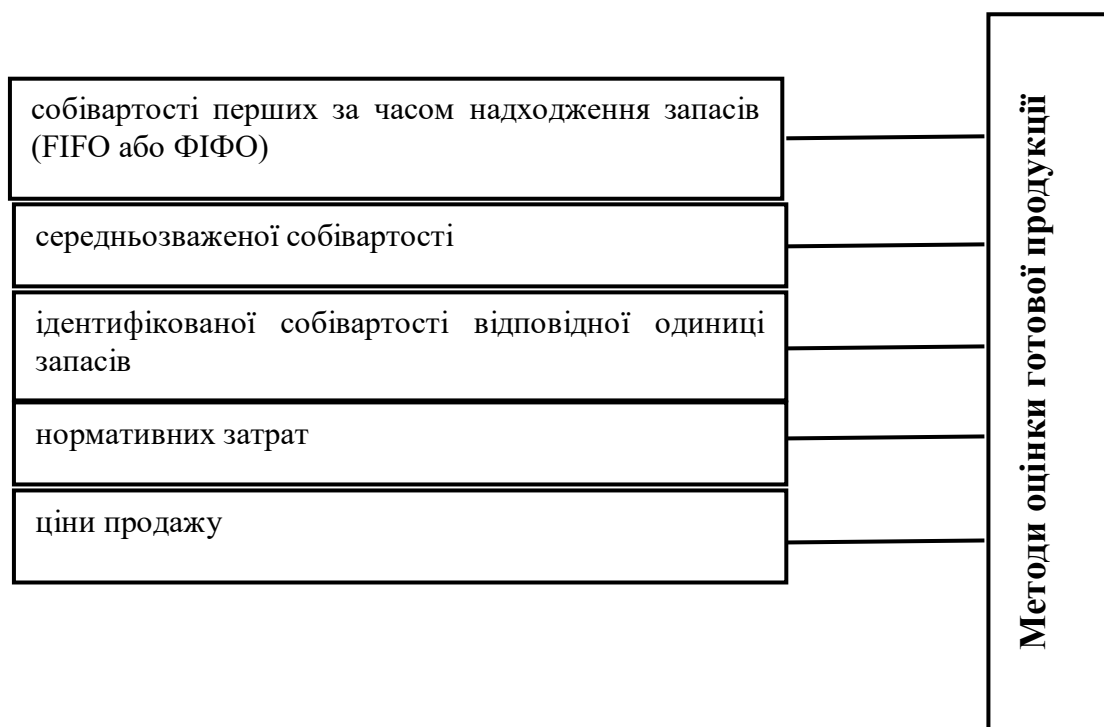 собівартості перших за часом надходження запасів
(FIFO або ФІФО)
середньозваженої собівартості
ідентифікованої собівартості відповідної одиниці
запасів
нормативних затрат
ціни продажу
Методи оцінки готової продукції